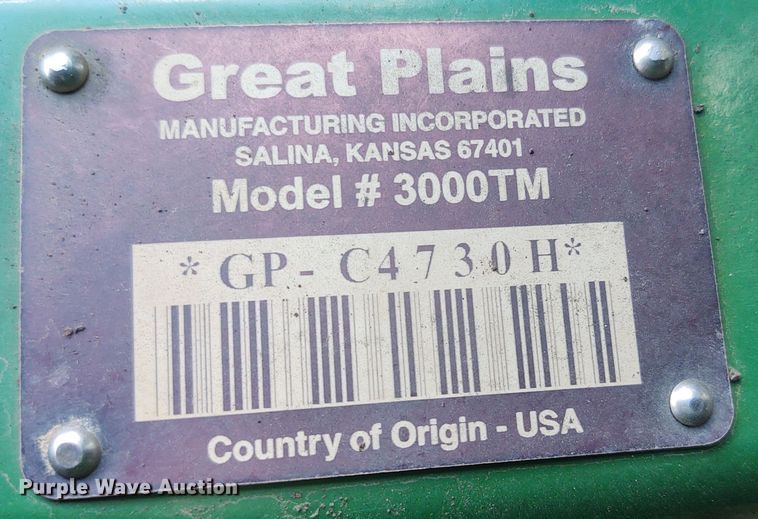 Great Plains
MANUFACTURING INCORPORATED
SALINA, KANSAS 67401
Model # 3000TM
*GP-C4730H*
Country of Origin - USA
Purple Wave Auction